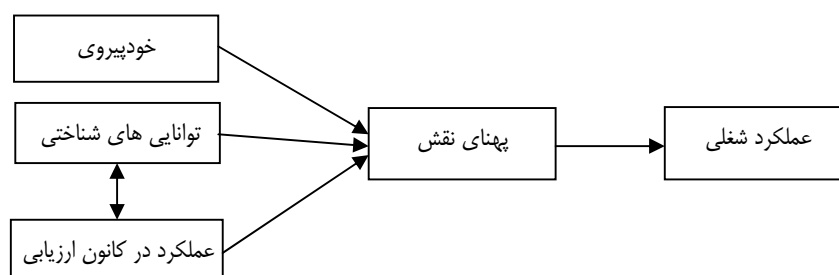 خودپیروی
توانایی های شناختی
عملکرد در کانون ارزیابی
پهنای نقش
عملکرد شغلی